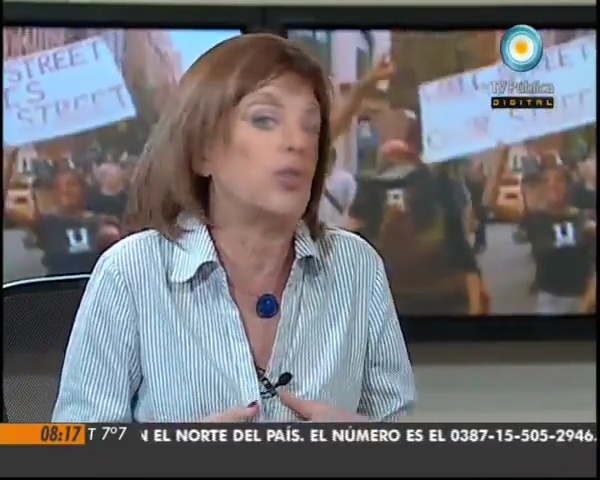 TV Pública
DIGITAL
STREET
STREET
08:17 T 7°7 N EL NORTE DEL PAÍS. EL NÚMERO ES EL 0387-15-505-2946.